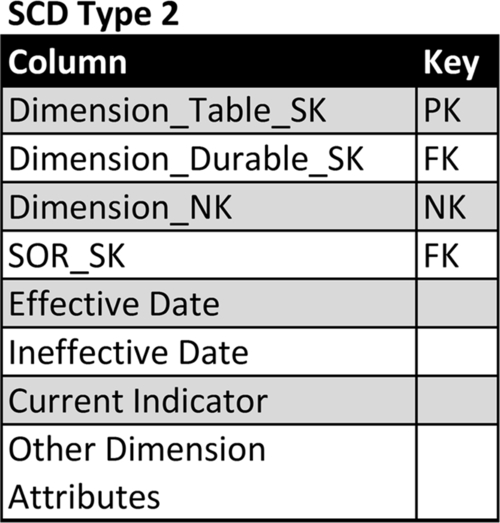 SCD Type 2
Column Key
Dimension_Table_SK PK
Dimension_Durable_SK FK
Dimension_NK NK
SOR_SK FK
Effective Date
Ineffective Date
Current Indicator
Other Dimension
Attributes